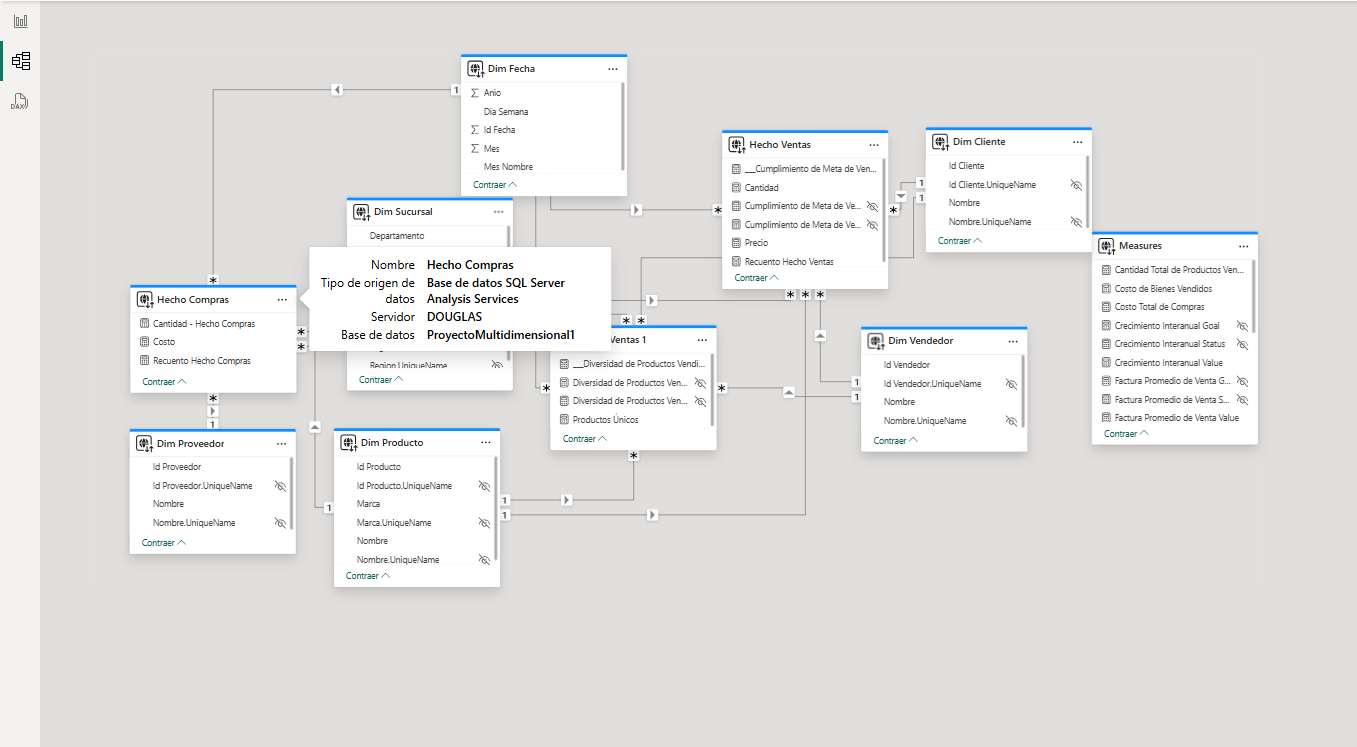 DAX
Dim Fecha
Anio
Dia Semana
Id Fecha
Mes
Mes Nombre
Contraer
1
Hecho Ventas
___Cumplimiento de Meta de Ven...
Cantidad
Cumplimiento de Meta de Ve...
Cumplimiento de Meta de Ve...
Precio
Recuento Hecho Ventas
Contraer
*
*
* * *
Dim Cliente
Id Cliente
Id Cliente.UniqueName
Nombre
Nombre.UniqueName
Contraer
1
1
Dim Sucursal
Departamento
Region.UniqueName
Contraer
Nombre Hecho Compras
Tipo de origen de Base de datos SQL Server
datos Analysis Services
Servidor DOUGLAS
Base de datos ProyectoMultidimensional1
Measures
Cantidad Total de Productos Ven...
Costo de Bienes Vendidos
Costo Total de Compras
Crecimiento Interanual Goal
Crecimiento Interanual Status
Crecimiento Interanual Value
Factura Promedio de Venta G...
Factura Promedio de Venta S...
Factura Promedio de Venta Value
Contraer
*
Hecho Compras
Cantidad - Hecho Compras
Costo
Recuento Hecho Compras
Contraer
*
*
*
1
* *
Ventas 1
___Diversidad de Productos Vendi...
Diversidad de Productos Ven...
Diversidad de Productos Ven...
Productos Únicos
Contraer
*
*
*
Dim Vendedor
Id Vendedor
Id Vendedor.UniqueName
Nombre
Nombre.UniqueName
Contraer
1
1
Dim Proveedor
Id Proveedor
Id Proveedor.UniqueName
Nombre
Nombre.UniqueName
Contraer
Dim Producto
Id Producto
Id Producto.UniqueName
Marca
Marca.UniqueName
Nombre
Nombre.UniqueName
Contraer
1
1
1